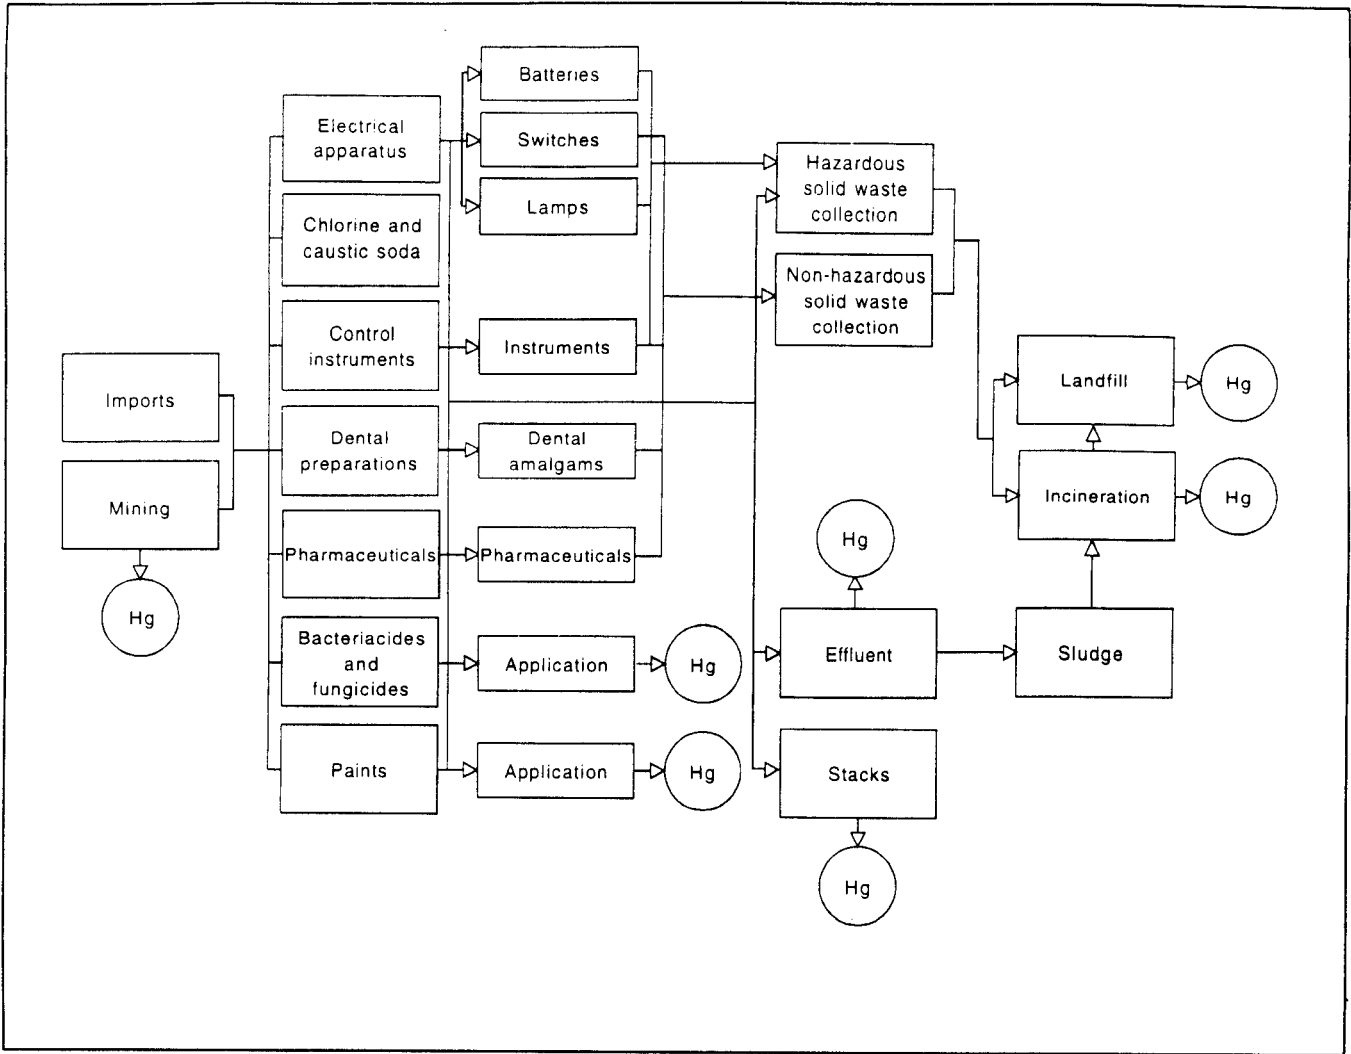 Batteries
Electrical
apparatus
Switches
Lamps
Hazardous
solid waste
collection
Chlorine and
caustic soda
Non-hazardous
solid waste
collection
Control
instruments
Instruments
Imports
Landfill
Hg
Dental
preparations
Dental
amalgams
Mining
Incineration
Hg
Hg
Pharmaceuticals
Pharmaceuticals
Hg
Bacteriacides
and
fungicides
Application
Hg
Effluent
Sludge
Paints
Application
Hg
Stacks
Hg